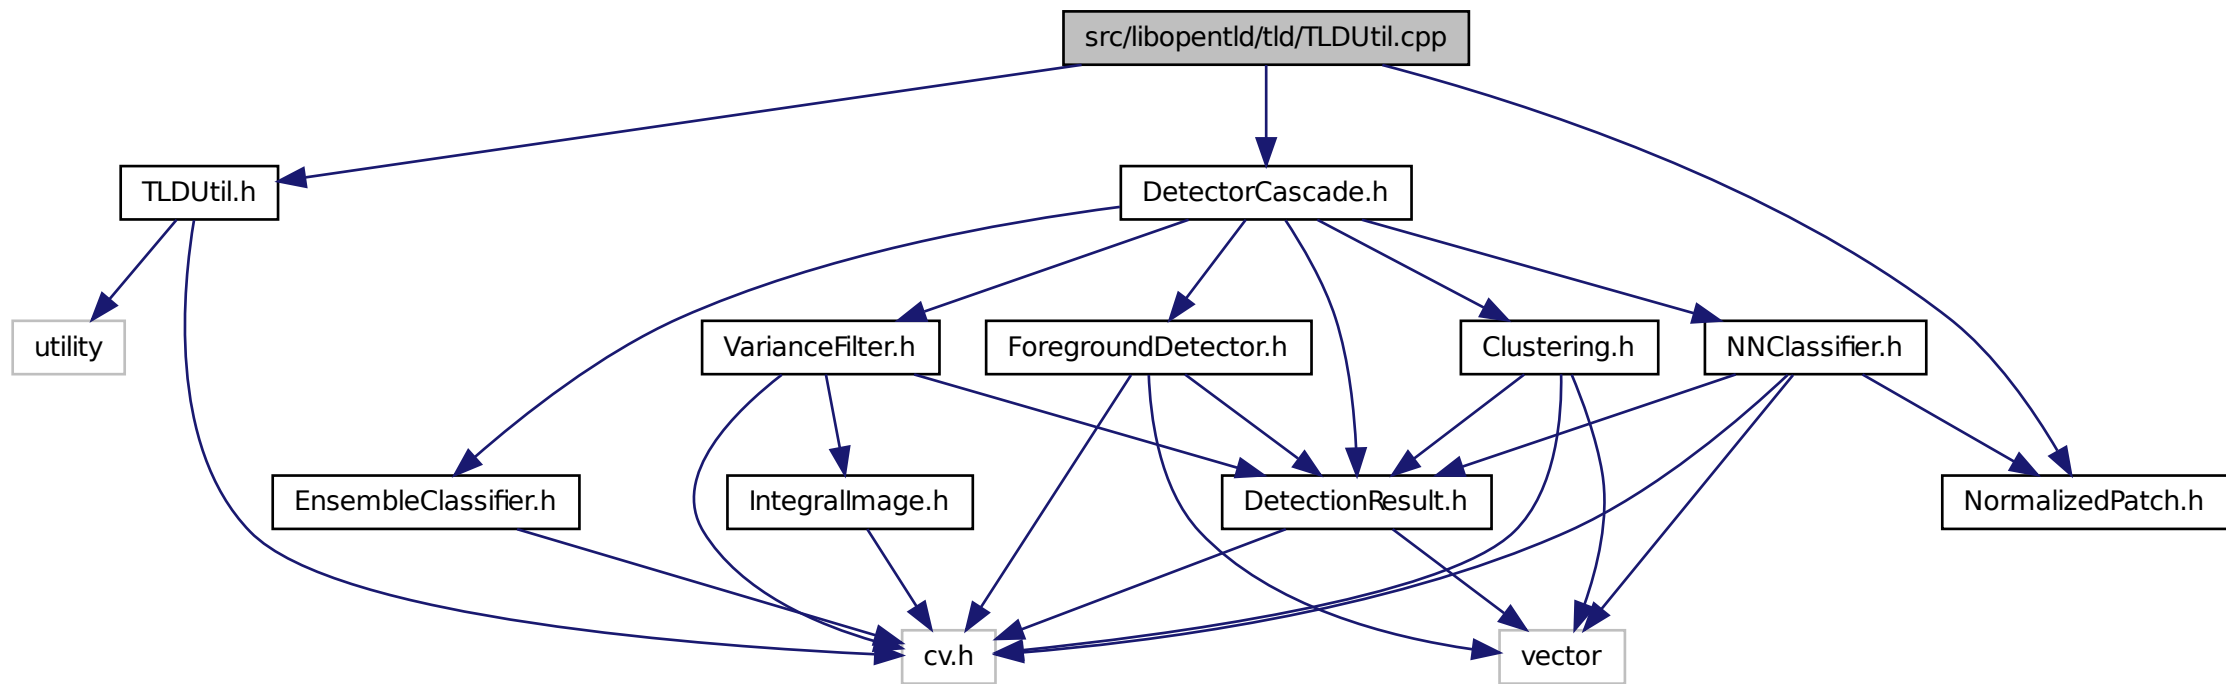 src/libopentld/tld/TLDUtil.cpp
TLDUtil.h
DetectorCascade.h
utility
VarianceFilter.h
ForegroundDetector.h
Clustering.h
NNClassifier.h
EnsembleClassifier.h
IntegralImage.h
DetectionResult.h
NormalizedPatch.h
cv.h
vector